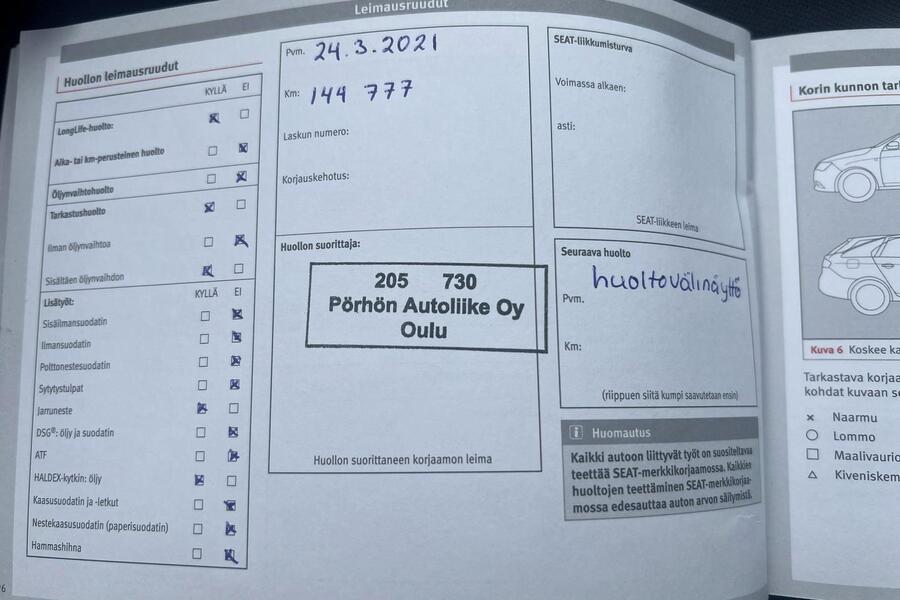 Leimausruudut
Huollon leimausruudut
KYLLÄ EI
LongLife-huolto:
Aika- tai km-perusteinen huolto
Öljynvaihtohuolto
Tarkastushuolto
Ilman öljynvaihtoa
Sisältäen öljynvaihdon
Lisätyöt: KYLLÄ EI
Sisäilmansuodatin
Ilmansuodatin
Polttonestesuodatin
Sytytystulpat
Jarruneste
DSG®: öljy ja suodatin
ATF
HALDEX-kytkin: öljy
Kaasusuodatin ja -letkut
Nestekaasusuodatin (paperisuodatin)
Hammashihna
Pvm. 24.3.2021
Km: 144 777
Laskun numero:
Korjauskehotus:
Huollon suorittaja:
205 730
Pörhön Autoliike Oy
Oulu
Huollon suorittaneen korjaamon leima
SEAT-liikkumisturva
Voimassa alkaen:
asti:
SEAT-liikkeen leima
Seuraava huolto
huoltovälinäyttö
Pvm.
Km:
(riippuen siitä kumpi saavutetaan ensin)
i Huomautus
Kaikki autoon liittyvät työt on suositeltavaa
teettää SEAT-merkkikorjaamossa. Kaikkien
huoltojen teettäminen SEAT-merkkikorjaa-
mossa edesauttaa auton arvon säilymistä.
Korin kunnon tar
Kuva 6 Koskee ka
Tarkastava korjaa
kohdat kuvaan se
× Naarmu
○ Lommo
□ Maalivaurio
△ Kiveniskem
6